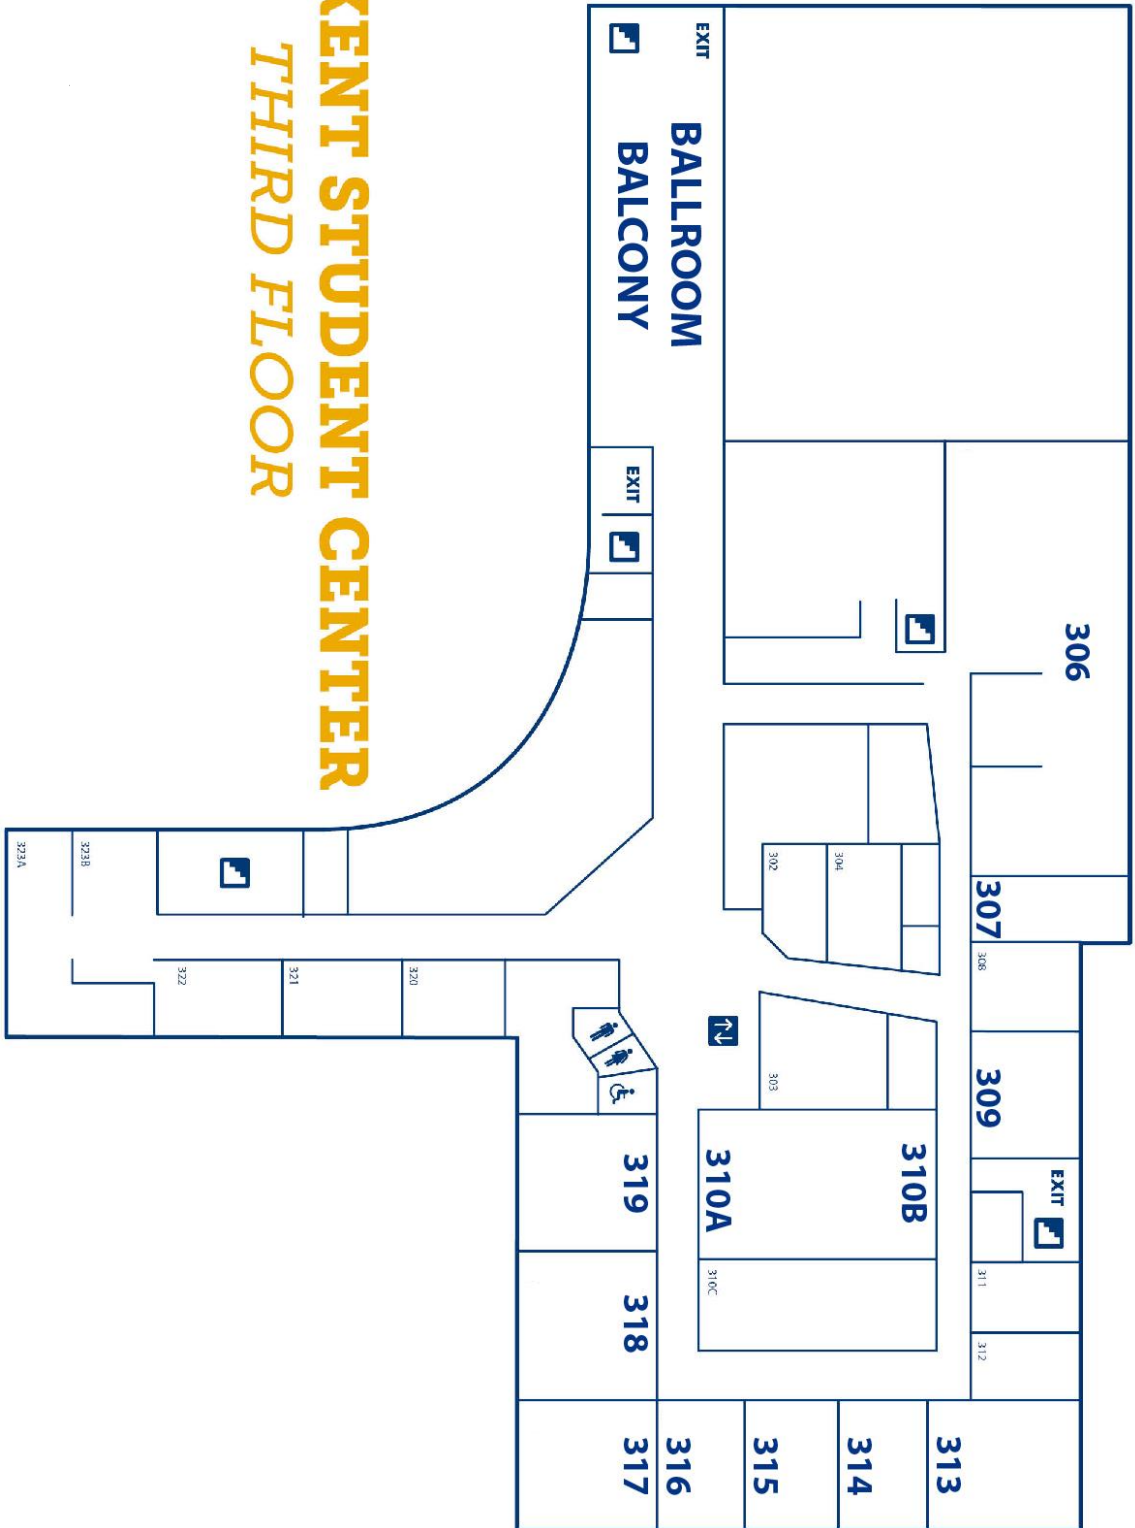 KENT STUDENT CENTER
THIRD FLOOR
EXIT
BALLROOM
BALCONY
EXIT
306
302
304
307
308
303
309
310A
310B
310C
EXIT
311
312
313
314
315
316
317
318
319
320
321
322
323B
323A